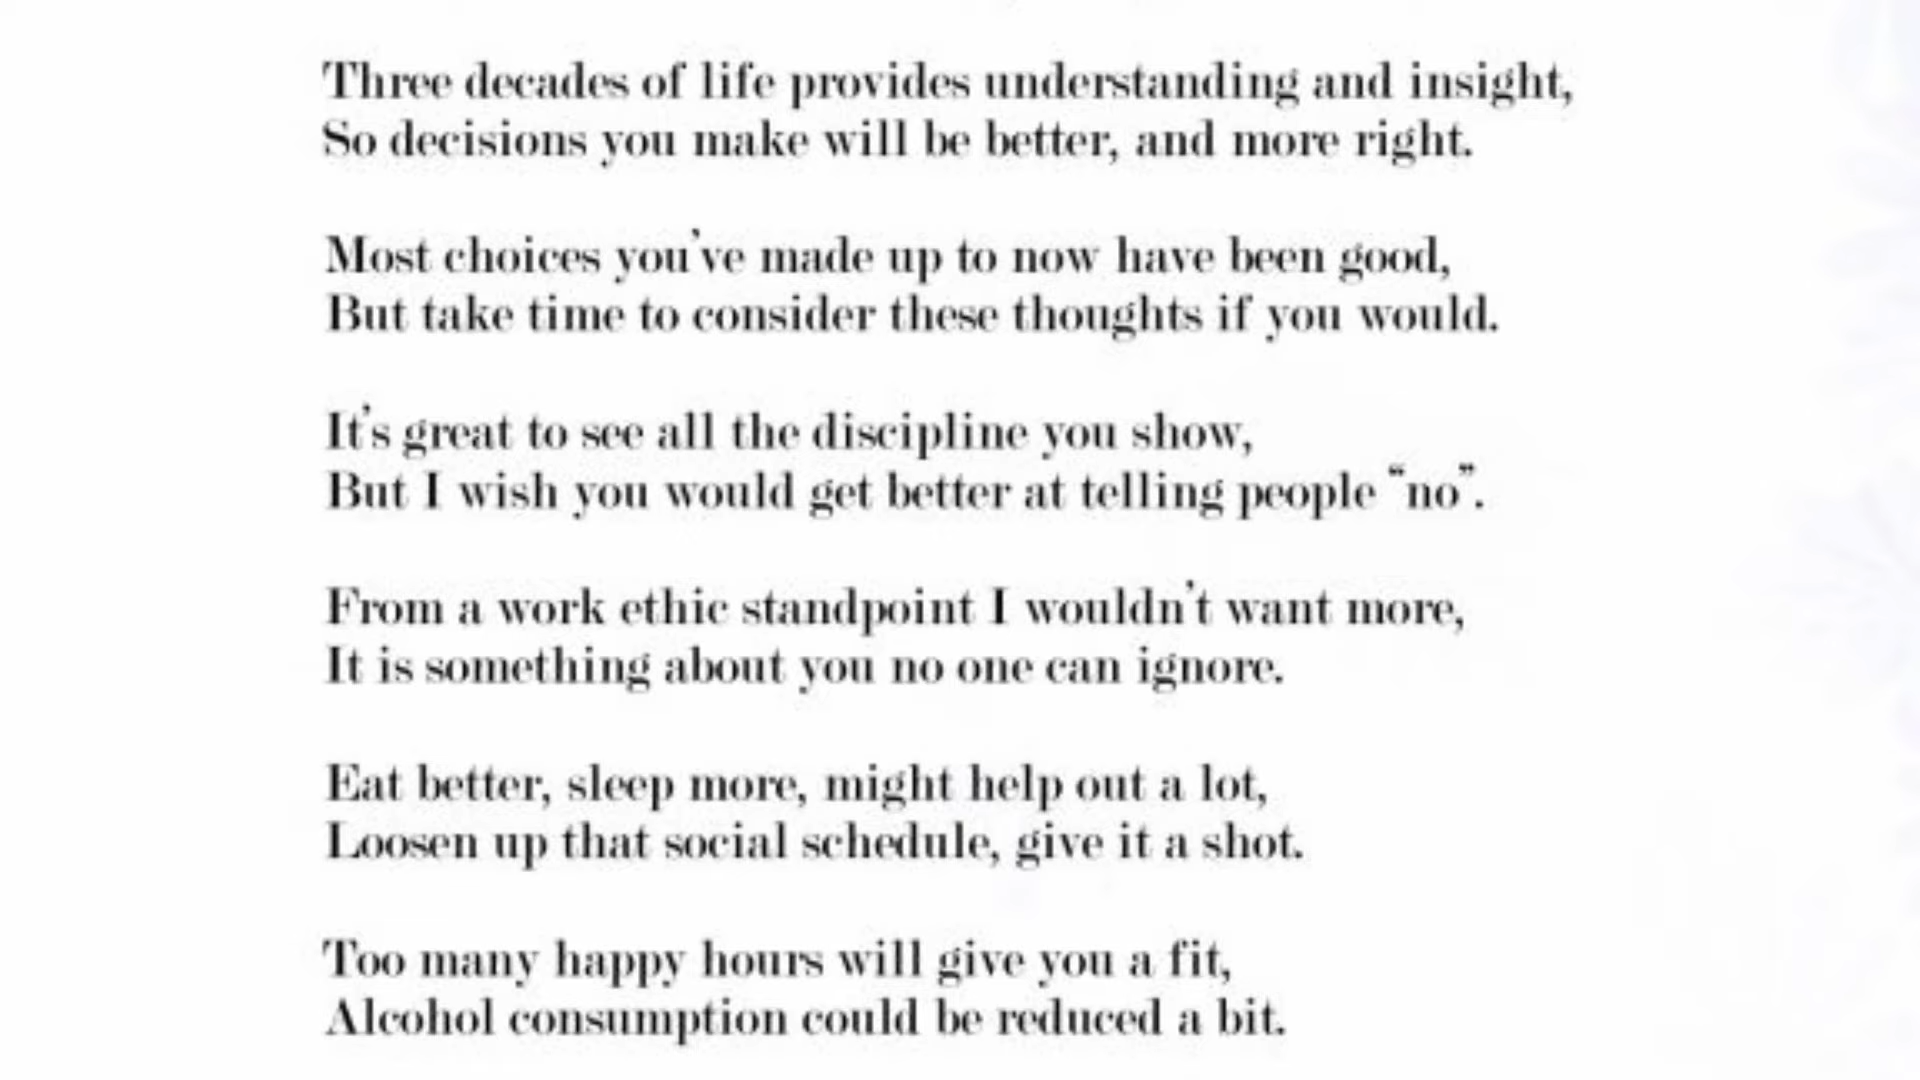 Three decades of life provides understanding and insight,
So decisions you make will be better, and more right.
Most choices you've made up to now have been good,
But take time to consider these thoughts if you would.
It's great to see all the discipline you show,
But I wish you would get better at telling people “no”.
From a work ethic standpoint I wouldn't want more,
It is something about you no one can ignore.
Eat better, sleep more, might help out a lot,
Loosen up that social schedule, give it a shot.
Too many happy hours will give you a fit,
Alcohol consumption could be reduced a bit.